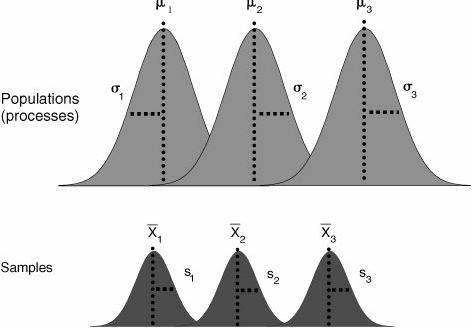 μ₁ μ₂ μ₃
σ₁ σ₂ σ₃
Populations
(processes)
X̅₁ X̅₂ X̅₃
Samples
s₁ s₂ s₃